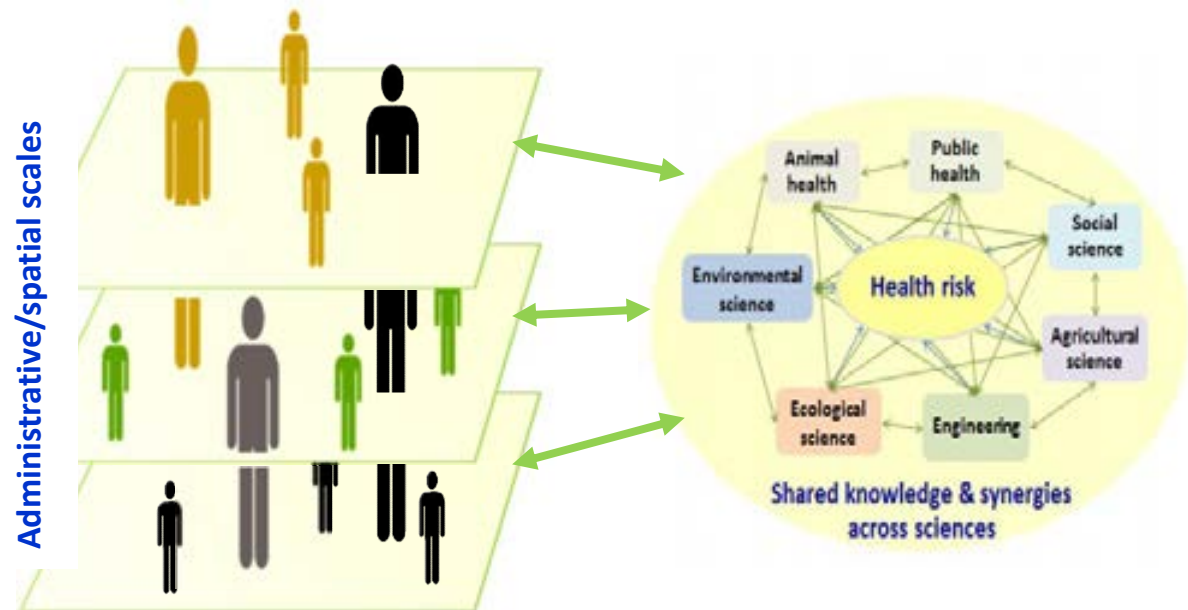 Administrative/spatial scales
Animal
health
Public
health
Social
science
Environmental
science
Health risk
Agricultural
science
Ecological
science
Engineering
Shared knowledge & synergies
across sciences